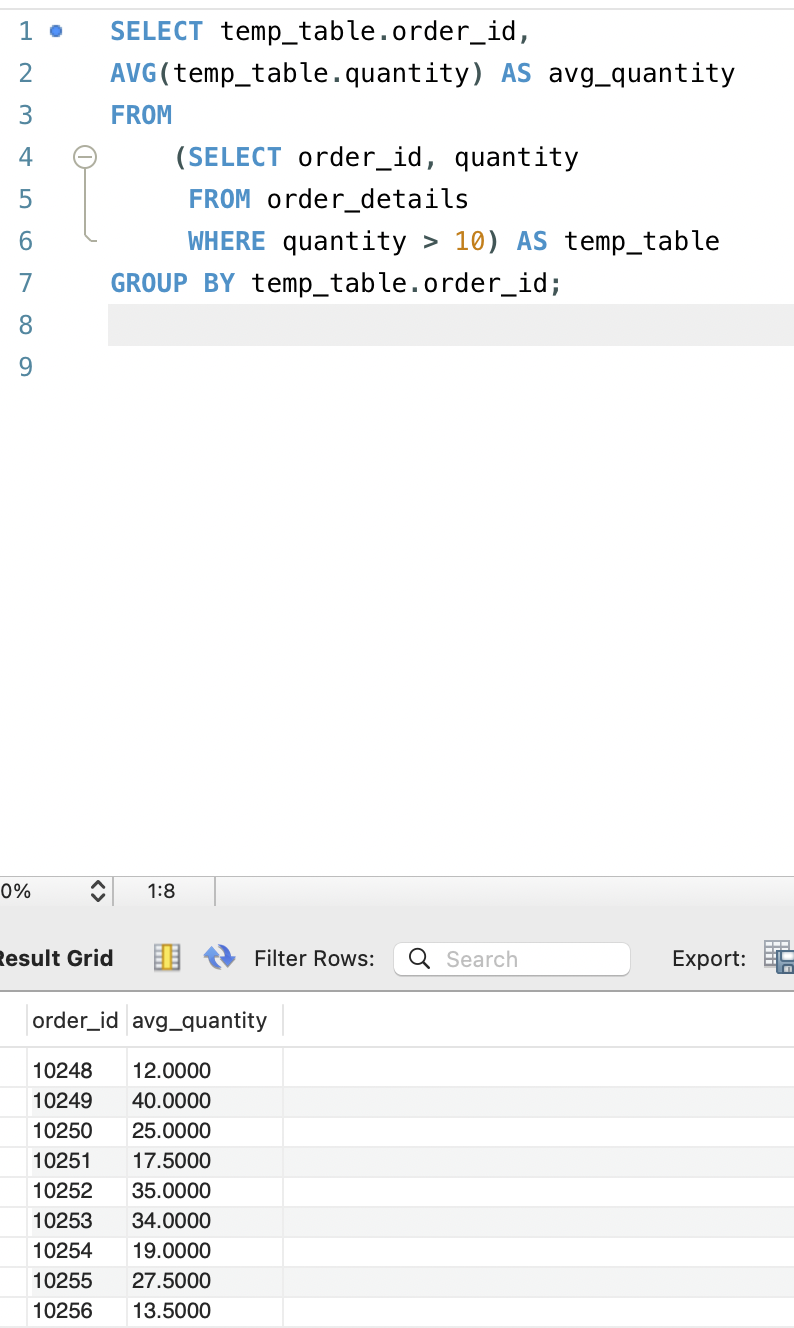 1 SELECT temp_table.order_id,
2 AVG(temp_table.quantity) AS avg_quantity
3 FROM
4 (SELECT order_id, quantity
5 FROM order_details
6 WHERE quantity > 10) AS temp_table
7 GROUP BY temp_table.order_id;
8
9
0% 1:8
Result Grid Filter Rows: Search Export:
order_id avg_quantity
10248 12.0000
10249 40.0000
10250 25.0000
10251 17.5000
10252 35.0000
10253 34.0000
10254 19.0000
10255 27.5000
10256 13.5000